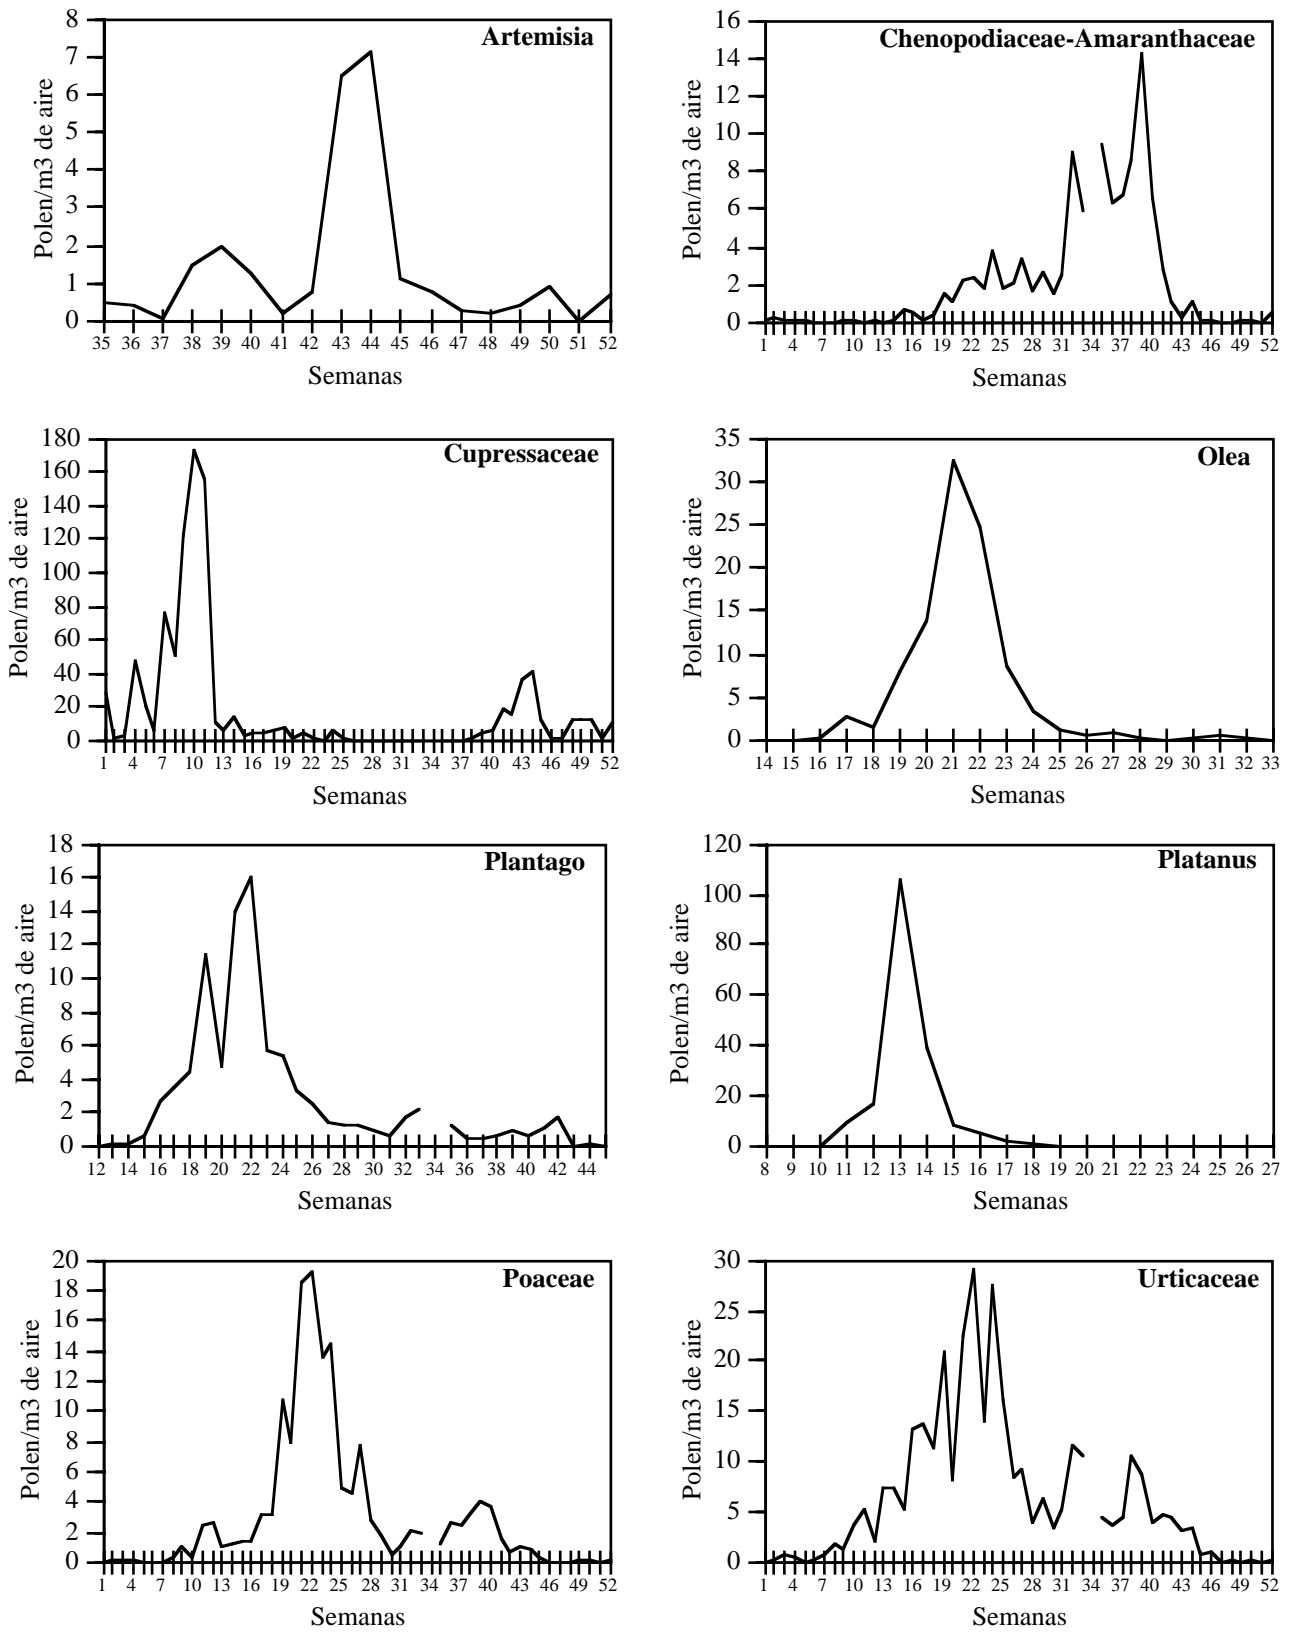 Artemisia
Polen/m3 de aire
8
7
6
5
4
3
2
1
0
35 36 37 38 39 40 41 42 43 44 45 46 47 48 49 50 51 52
Semanas
Chenopodiaceae-Amaranthaceae
Polen/m3 de aire
16
14
12
10
8
6
4
2
0
1 4 7 10 13 16 19 22 25 28 31 34 37 40 43 46 49 52
Semanas
Cupressaceae
Polen/m3 de aire
180
160
140
120
100
80
60
40
20
0
1 4 7 10 13 16 19 22 25 28 31 34 37 40 43 46 49 52
Semanas
Olea
Polen/m3 de aire
35
30
25
20
15
10
5
0
14 15 16 17 18 19 20 21 22 23 24 25 26 27 28 29 30 31 32 33
Semanas
Plantago
Polen/m3 de aire
18
16
14
12
10
8
6
4
2
0
12 14 16 18 20 22 24 26 28 30 32 34 36 38 40 42 44
Semanas
Platanus
Polen/m3 de aire
120
100
80
60
40
20
0
8 9 10 11 12 13 14 15 16 17 18 19 20 21 22 23 24 25 26 27
Semanas
Poaceae
Polen/m3 de aire
20
18
16
14
12
10
8
6
4
2
0
1 4 7 10 13 16 19 22 25 28 31 34 37 40 43 46 49 52
Semanas
Urticaceae
Polen/m3 de aire
30
25
20
15
10
5
0
1 4 7 10 13 16 19 22 25 28 31 34 37 40 43 46 49 52
Semanas